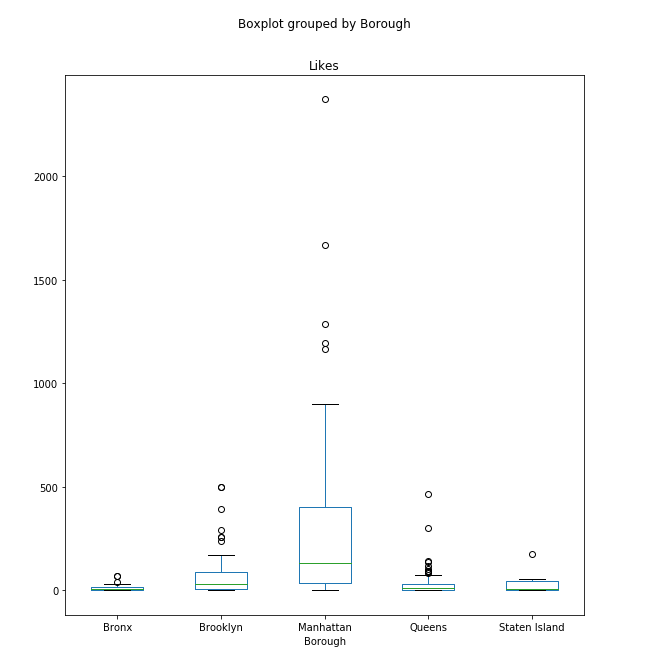 Boxplot grouped by Borough
Likes
2000
1500
1000
500
0
Bronx Brooklyn Manhattan Queens Staten Island
Borough